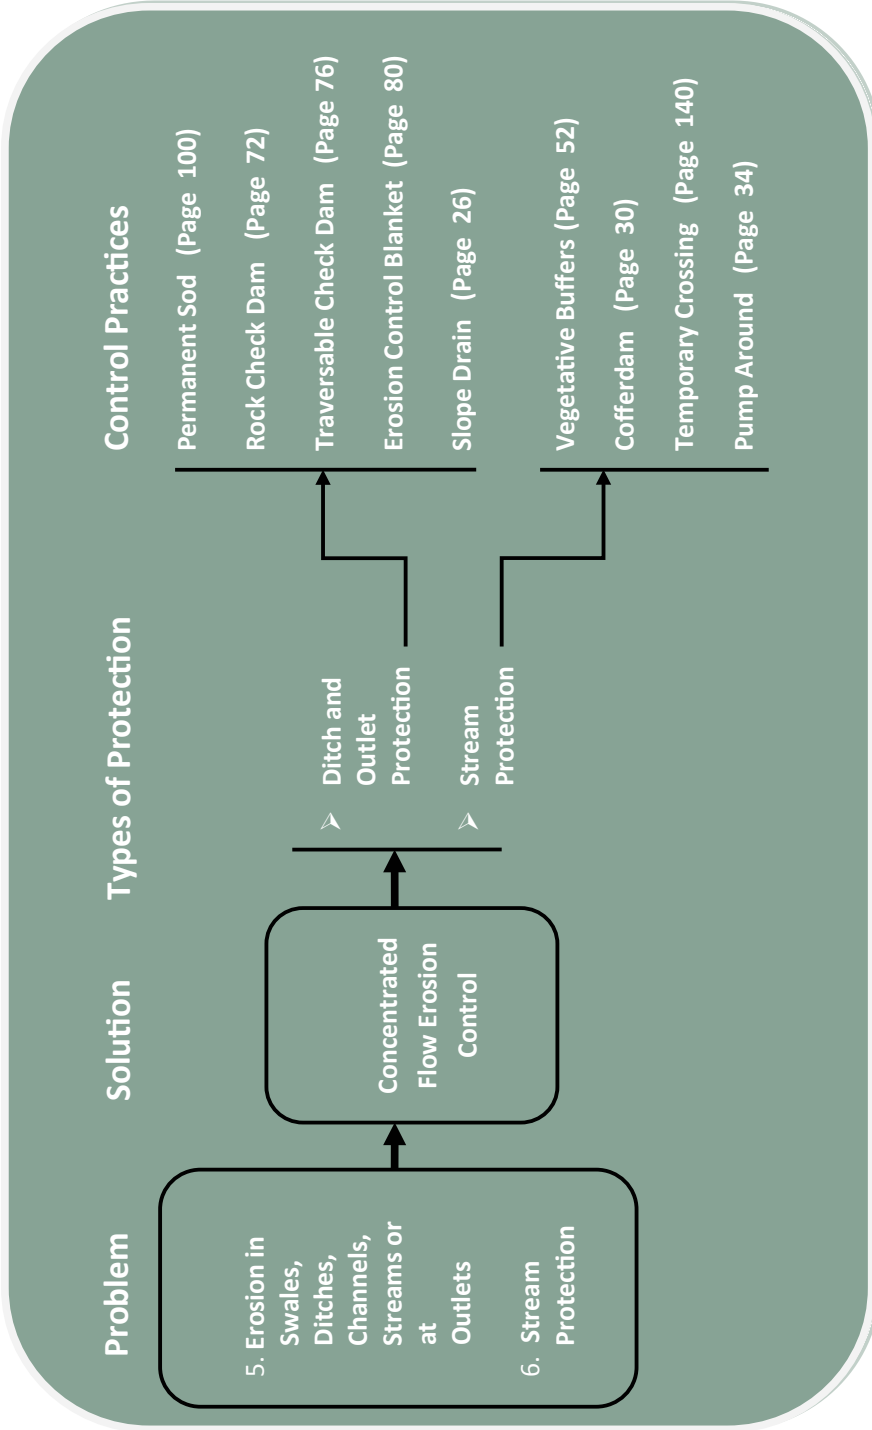 Problem
5. Erosion in
Swales,
Ditches,
Channels,
Streams or
at
Outlets
6. Stream
Protection
Solution
Concentrated
Flow Erosion
Control
Types of Protection
➢ Ditch and
Outlet
Protection
➢ Stream
Protection
Control Practices
Permanent Sod (Page 100)
Rock Check Dam (Page 72)
Traversable Check Dam (Page 76)
Erosion Control Blanket (Page 80)
Slope Drain (Page 26)
Vegetative Buffers (Page 52)
Cofferdam (Page 30)
Temporary Crossing (Page 140)
Pump Around (Page 34)